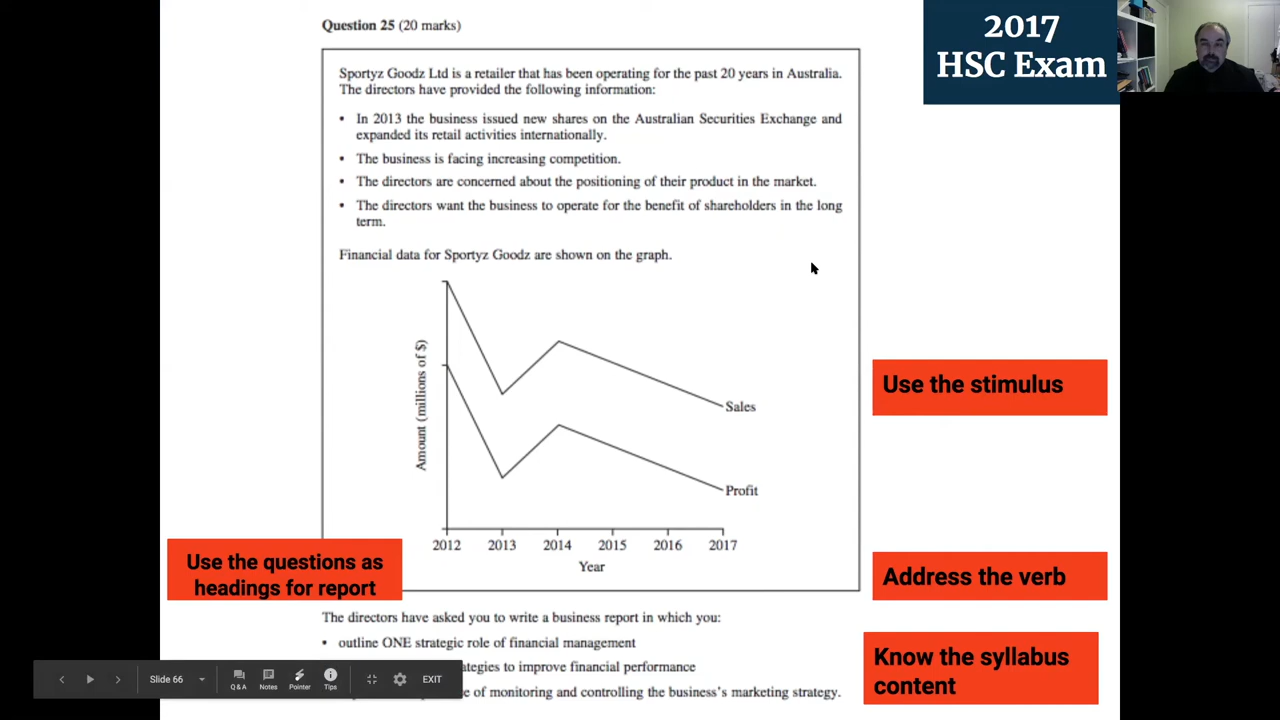 Question 25 (20 marks)
2017
HSC Exam
Sportyz Goodz Ltd is a retailer that has been operating for the past 20 years in Australia.
The directors have provided the following information:
• In 2013 the business issued new shares on the Australian Securities Exchange and
expanded its retail activities internationally.
• The business is facing increasing competition.
• The directors are concerned about the positioning of their product in the market.
• The directors want the business to operate for the benefit of shareholders in the long
term.
Financial data for Sportyz Goodz are shown on the graph.
Amount (millions of $)
Sales
Profit
2012 2013 2014 2015 2016 2017
Year
Use the stimulus
Use the questions as
headings for report
Address the verb
Know the syllabus
content
The directors have asked you to write a business report in which you:
• outline ONE strategic role of financial management
ategies to improve financial performance
e of monitoring and controlling the business's marketing strategy.
Slide 66
Q & A
Notes
Pointer
Tips
EXIT